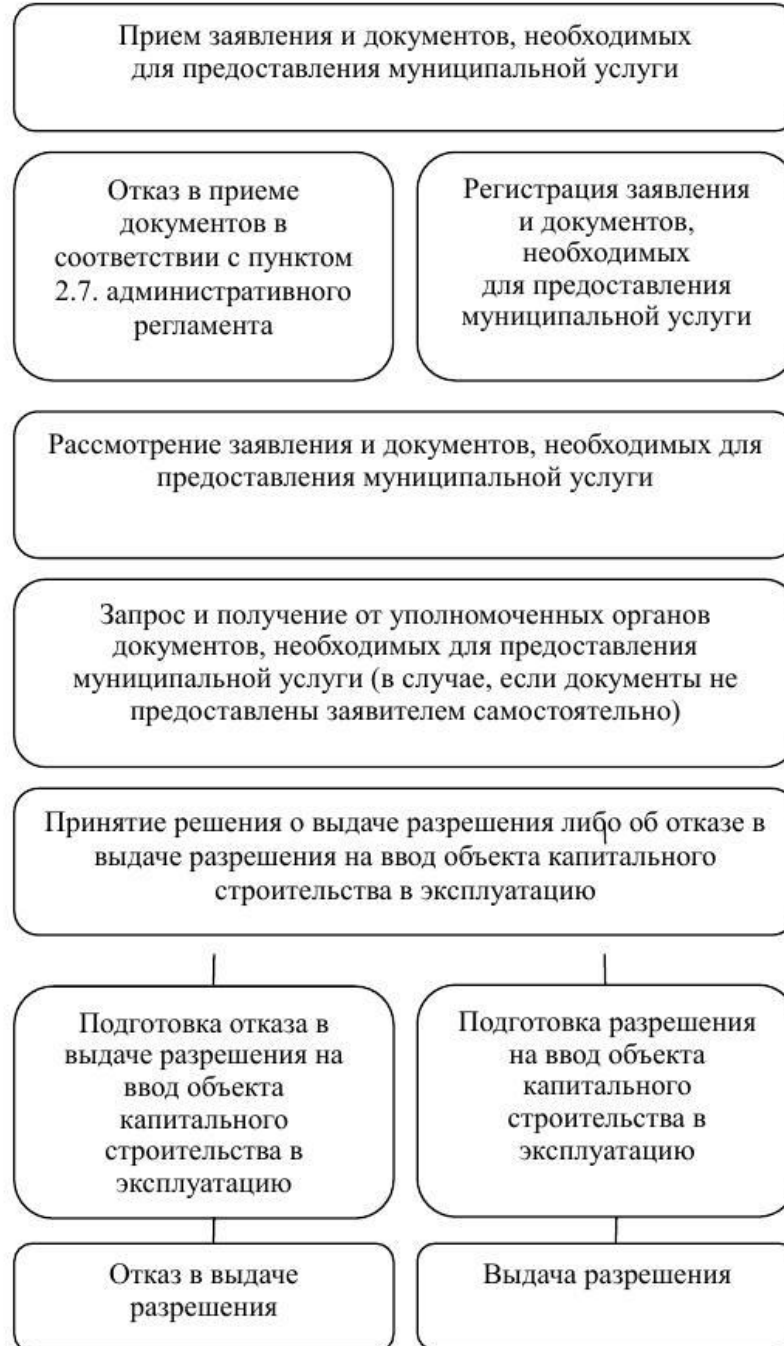 Прием заявления и документов, необходимых
для предоставления муниципальной услуги
Отказ в приеме
документов в
соответствии с пунктом
2.7. административного
регламента
Регистрация заявления
и документов,
необходимых
для предоставления
муниципальной услуги
Рассмотрение заявления и документов, необходимых для
предоставления муниципальной услуги
Запрос и получение от уполномоченных органов
документов, необходимых для предоставления
муниципальной услуги (в случае, если документы не
предоставлены заявителем самостоятельно)
Принятие решения о выдаче разрешения либо об отказе в
выдаче разрешения на ввод объекта капитального
строительства в эксплуатацию
Подготовка отказа в
выдаче разрешения на
ввод объекта
капитального
строительства в
эксплуатацию
Подготовка разрешения
на ввод объекта
капитального
строительства в
эксплуатацию
Отказ в выдаче
разрешения
Выдача разрешения